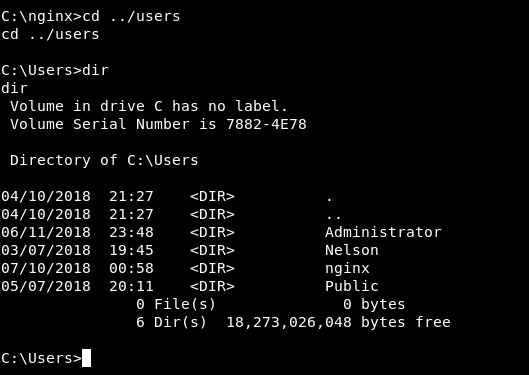 C:\nginx>cd ../users
cd ../users
C:\Users>dir
dir
 Volume in drive C has no label.
 Volume Serial Number is 7882-4E78
 Directory of C:\Users
04/10/2018  21:27    <DIR>          .
04/10/2018  21:27    <DIR>          ..
06/11/2018  23:48    <DIR>          Administrator
03/07/2018  19:45    <DIR>          Nelson
07/10/2018  00:58    <DIR>          nginx
05/07/2018  20:11    <DIR>          Public
               0 File(s)              0 bytes
               6 Dir(s)  18,273,026,048 bytes free
C:\Users>